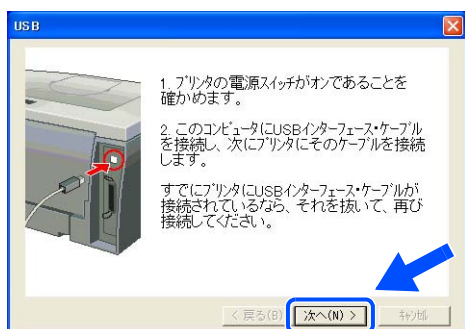 USB
1. プリンタの電源スイッチがオンであることを
確かめます。
2. このコンピュータにUSBインターフェース・ケーブル
を接続し、次にプリンタにそのケーブルを接続
します。
すでにプリンタにUSBインターフェース・ケーブルが
接続されているなら、それを抜いて、再び
接続してください。
< 戻る(B) 次へ(N) > キャンセル